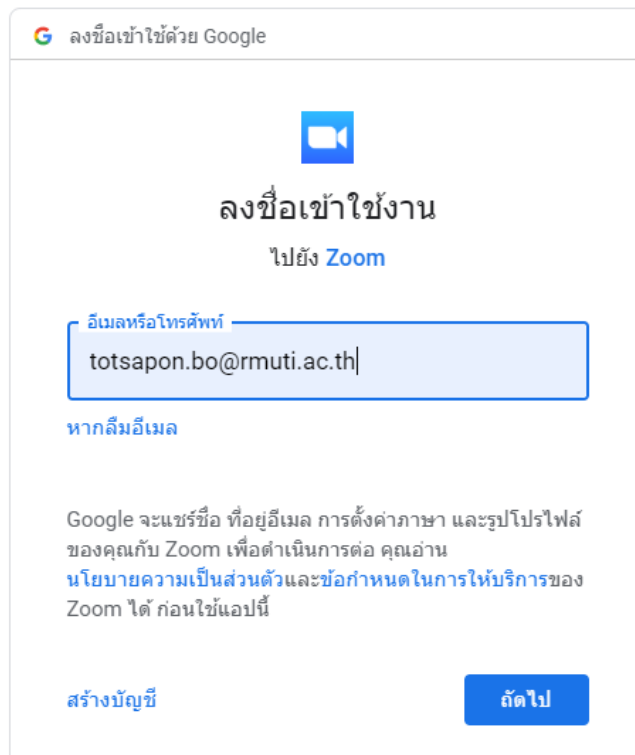 ลงชื่อเข้าใช้ด้วย Google
ลงชื่อเข้าใช้งาน
ไปยัง Zoom
อีเมลหรือโทรศัพท์
totsapon.bo@rmuti.ac.th
หากลืมอีเมล
Google จะแชร์ชื่อ ที่อยู่อีเมล การตั้งค่าภาษา และรูปโปรไฟล์
ของคุณกับ Zoom เพื่อดำเนินการต่อ คุณอ่าน
นโยบายความเป็นส่วนตัวและข้อกำหนดในการให้บริการของ
Zoom ได้ ก่อนใช้แอปนี้
สร้างบัญชี
ถัดไป